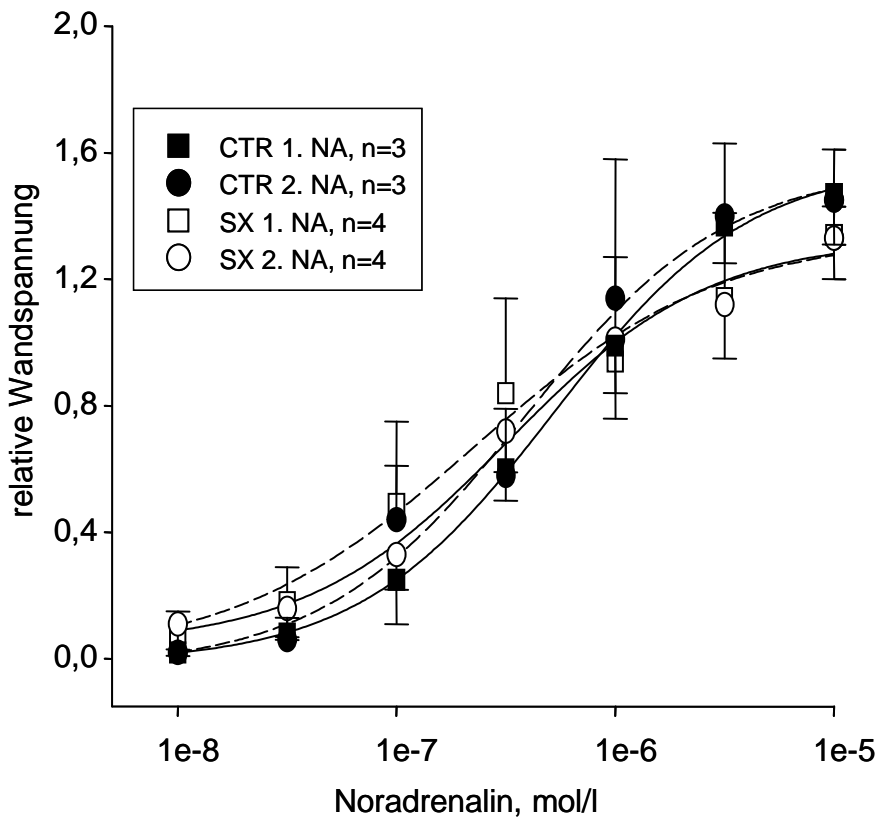 2,0
1,6
1,2
0,8
0,4
0,0
relative Wandspannung
CTR 1. NA, n=3
CTR 2. NA, n=3
SX 1. NA, n=4
SX 2. NA, n=4
1e-8 1e-7 1e-6 1e-5
Noradrenalin, mol/l